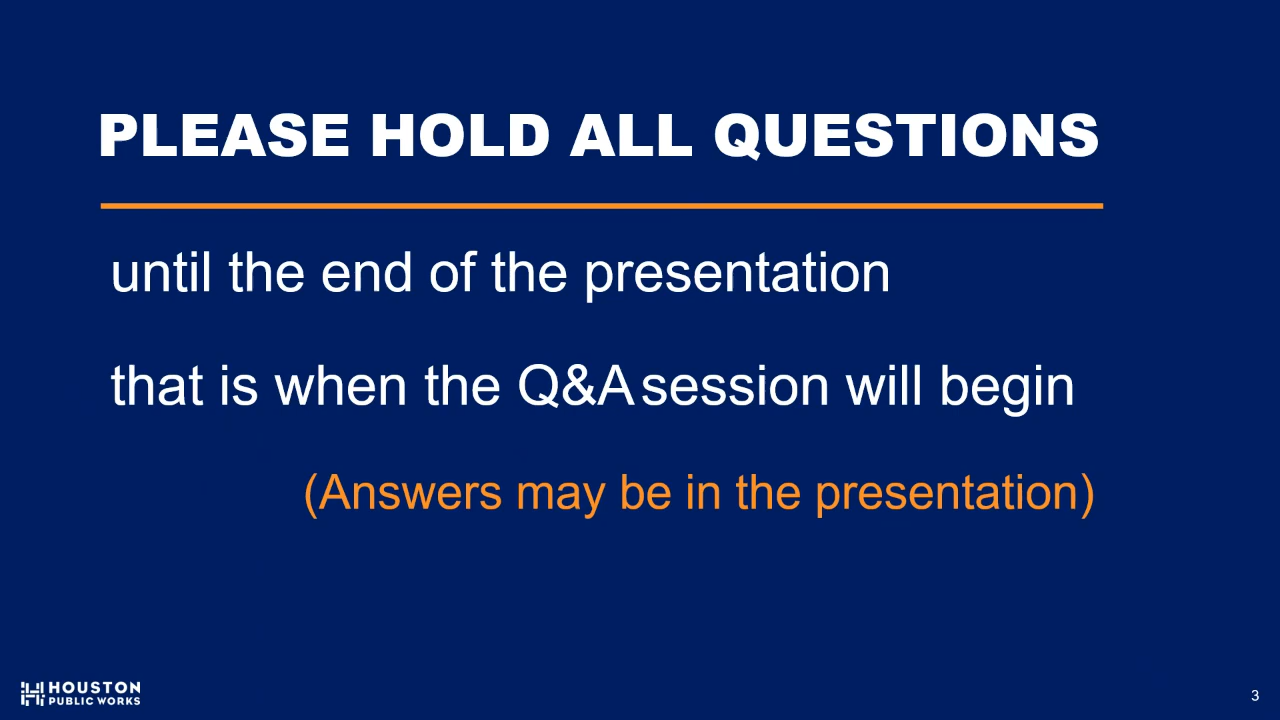 PLEASE HOLD ALL QUESTIONS
until the end of the presentation
that is when the Q&A session will begin
(Answers may be in the presentation)
HOUSTON
PUBLIC WORKS
3